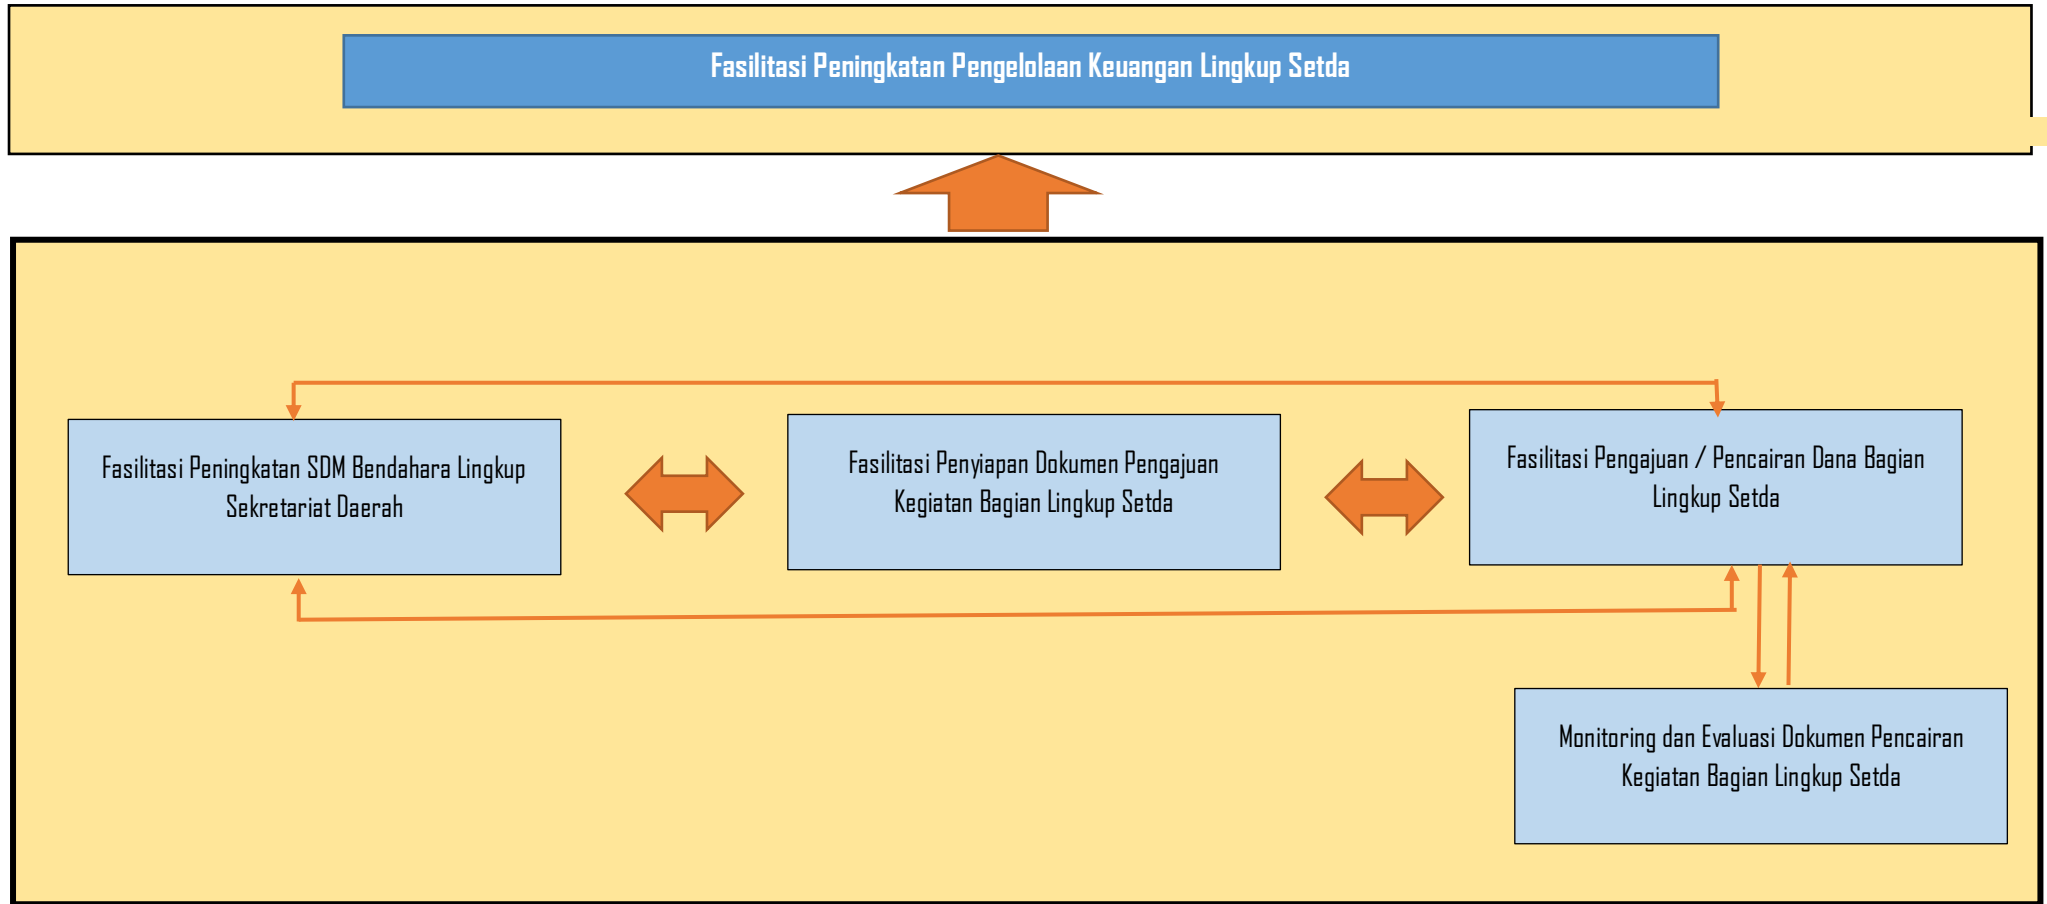 Fasilitasi Peningkatan Pengelolaan Keuangan Lingkup Setda
Fasilitasi Peningkatan SDM Bendahara Lingkup
Sekretariat Daerah
Fasilitasi Penyiapan Dokumen Pengajuan
Kegiatan Bagian Lingkup Setda
Fasilitasi Pengajuan / Pencairan Dana Bagian
Lingkup Setda
Monitoring dan Evaluasi Dokumen Pencairan
Kegiatan Bagian Lingkup Setda